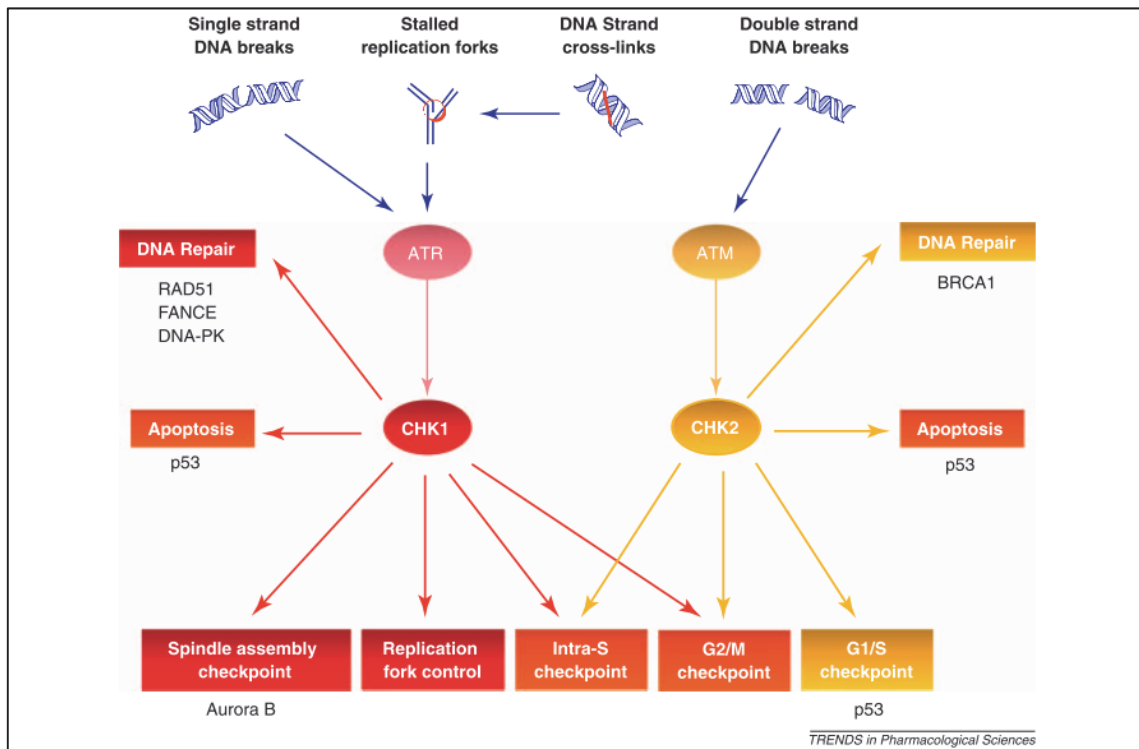 Single strand
DNA breaks
Stalled
replication forks
DNA Strand
cross-links
Double strand
DNA breaks
DNA Repair
RAD51
FANCE
DNA-PK
ATR
ATM
DNA Repair
BRCA1
Apoptosis
p53
CHK1
CHK2
Apoptosis
p53
Spindle assembly
checkpoint
Aurora B
Replication
fork control
Intra-S
checkpoint
G2/M
checkpoint
G1/S
checkpoint
p53
TRENDS in Pharmacological Sciences